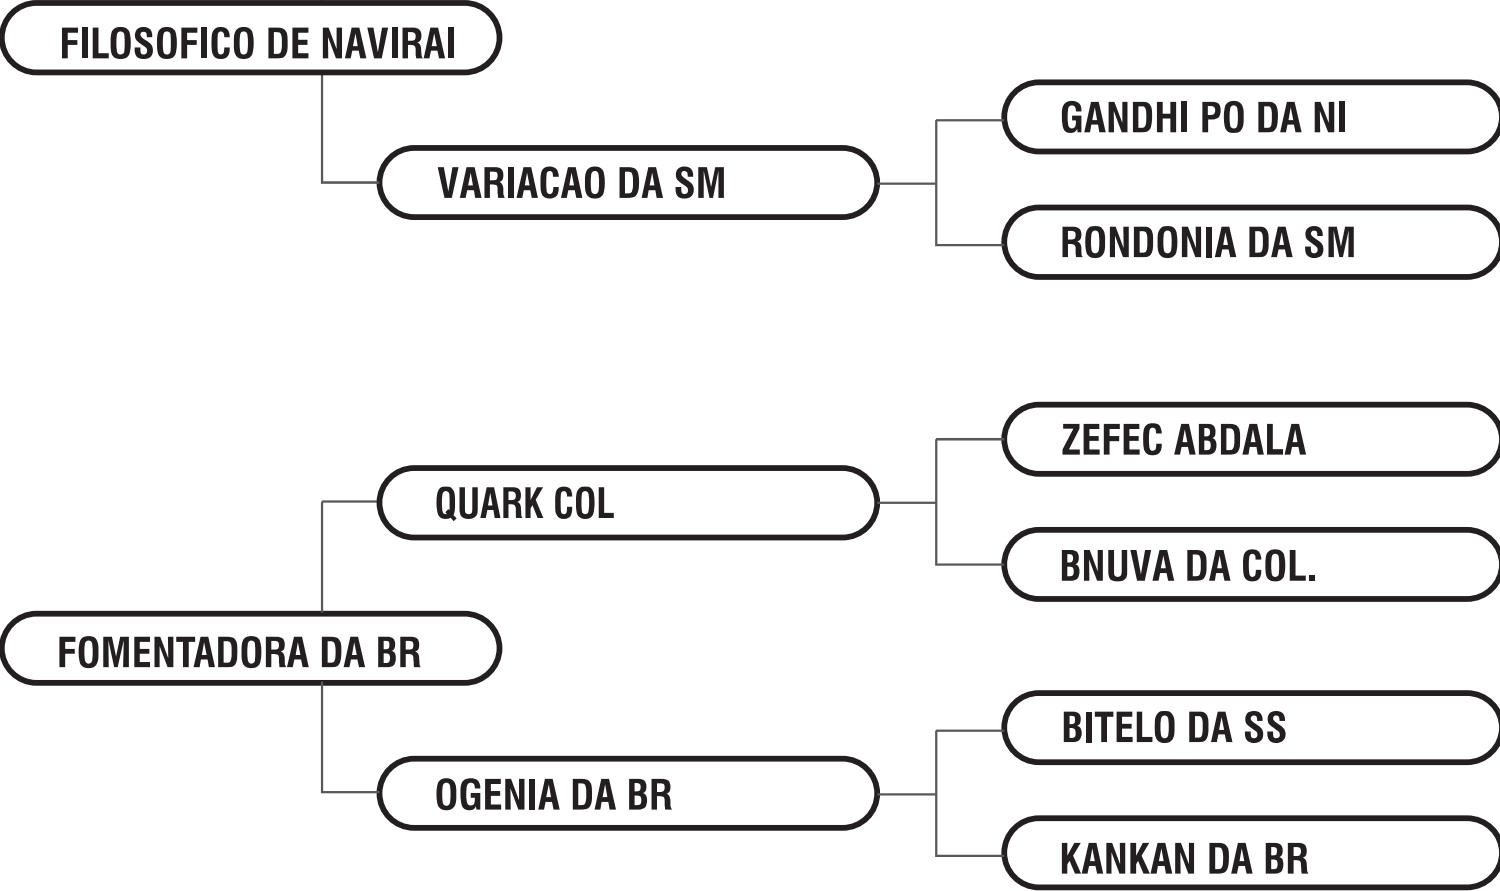 FILOSOFICO DE NAVIRAI
GANDHI PO DA NI
VARIACAO DA SM
RONDONIA DA SM
ZEFEC ABDALA
QUARK COL
BNUVA DA COL.
FOMENTADORA DA BR
BITELO DA SS
OGENIA DA BR
KANKAN DA BR